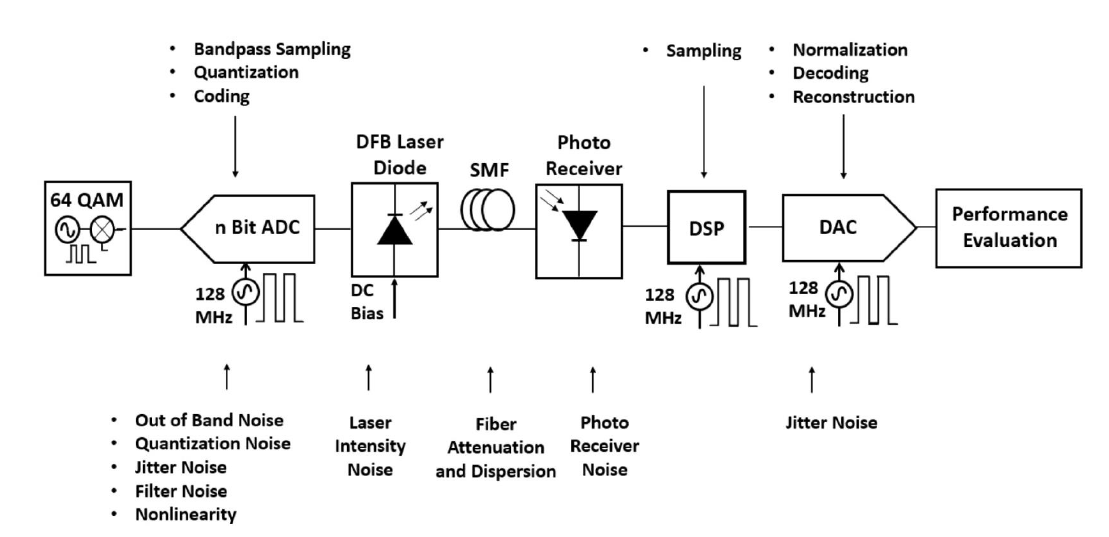 • Bandpass Sampling
• Quantization
• Coding
• Sampling
• Normalization
• Decoding
• Reconstruction
DFB Laser
Diode
SMF
Photo
Receiver
64 QAM
n Bit ADC
DSP
DAC
Performance
Evaluation
128
MHz
DC
Bias
128
MHz
128
MHz
• Out of Band Noise
• Quantization Noise
• Jitter Noise
• Filter Noise
• Nonlinearity
Laser
Intensity
Noise
Fiber
Attenuation
and Dispersion
Photo
Receiver
Noise
Jitter Noise